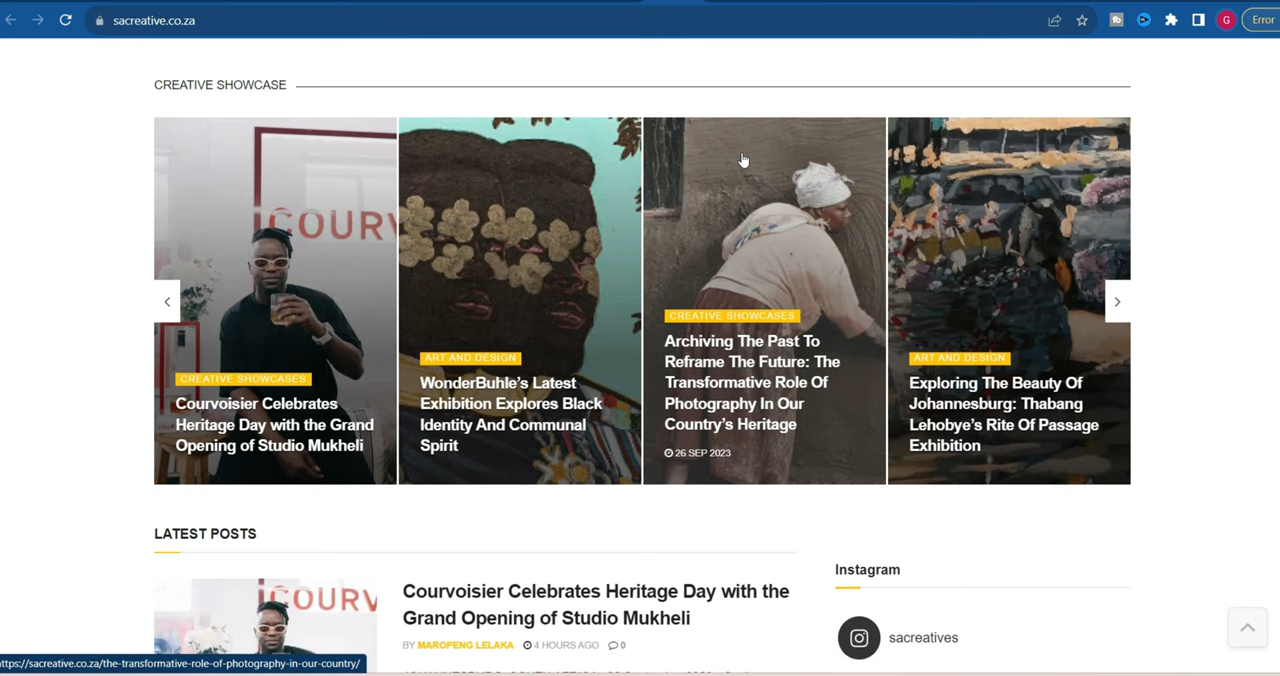 sacreative.co.za
G
Error
CREATIVE SHOWCASE
COURV
CREATIVE SHOWCASES
Courvoisier Celebrates
Heritage Day with the Grand
Opening of Studio Mukheli
ART AND DESIGN
WonderBuhle's Latest
Exhibition Explores Black
Identity And Communal
Spirit
CREATIVE SHOWCASES
Archiving The Past To
Reframe The Future: The
Transformative Role Of
Photography In Our
Country's Heritage
26 SEP 2023
ART AND DESIGN
Exploring The Beauty Of
Johannesburg: Thabang
Lehobye's Rite Of Passage
Exhibition
LATEST POSTS
COURV
Courvoisier Celebrates Heritage Day with the
Grand Opening of Studio Mukheli
BY MAROPENG LELAKA 4 HOURS AGO 0
Instagram
sacreatives
https://sacreative.co.za/the-transformative-role-of-photography-in-our-country/